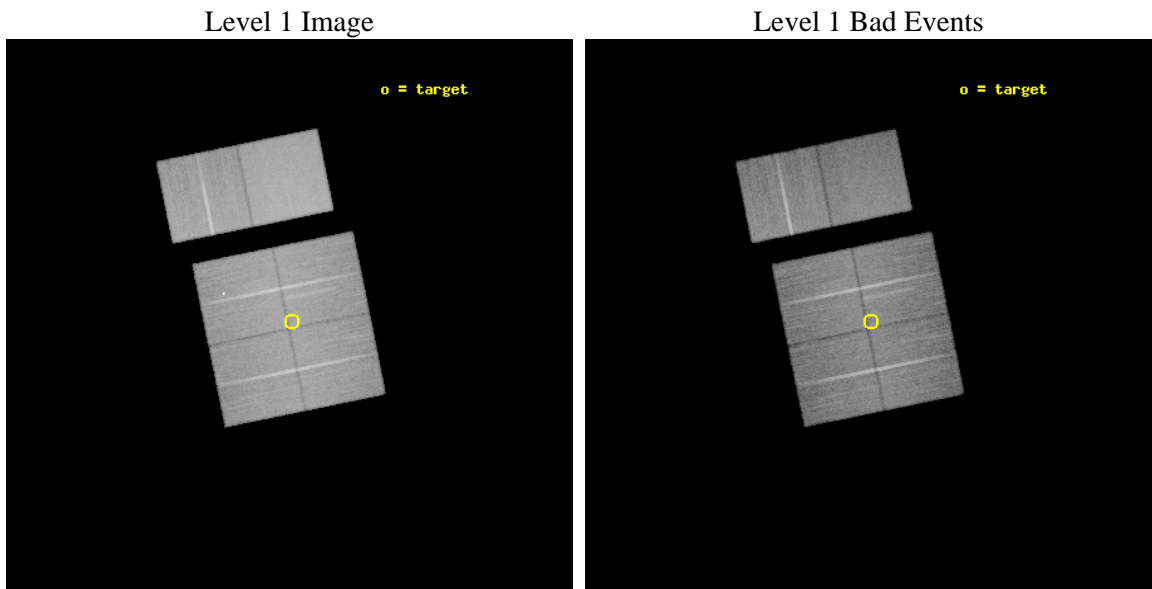 Level 1 Image
Level 1 Bad Events
o = target
o = target